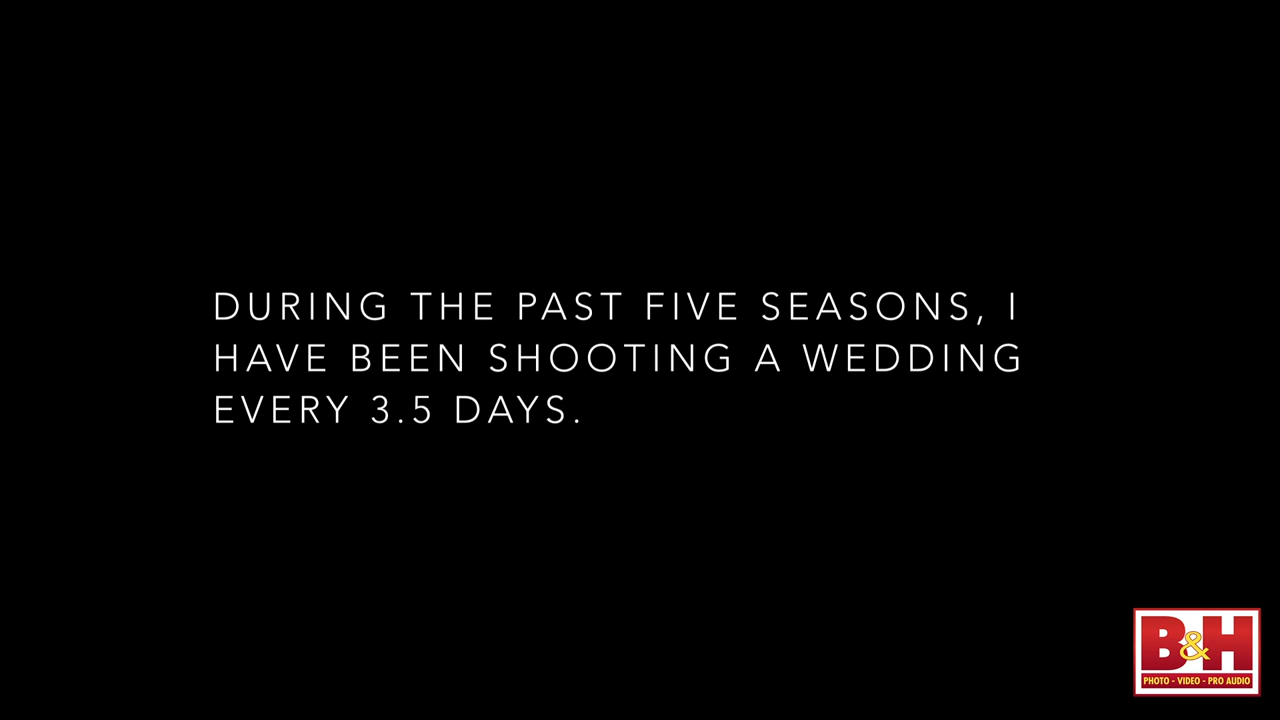 DURING THE PAST FIVE SEASONS, I
HAVE BEEN SHOOTING A WEDDING
EVERY 3.5 DAYS.
B&H
PHOTO - VIDEO - PRO AUDIO